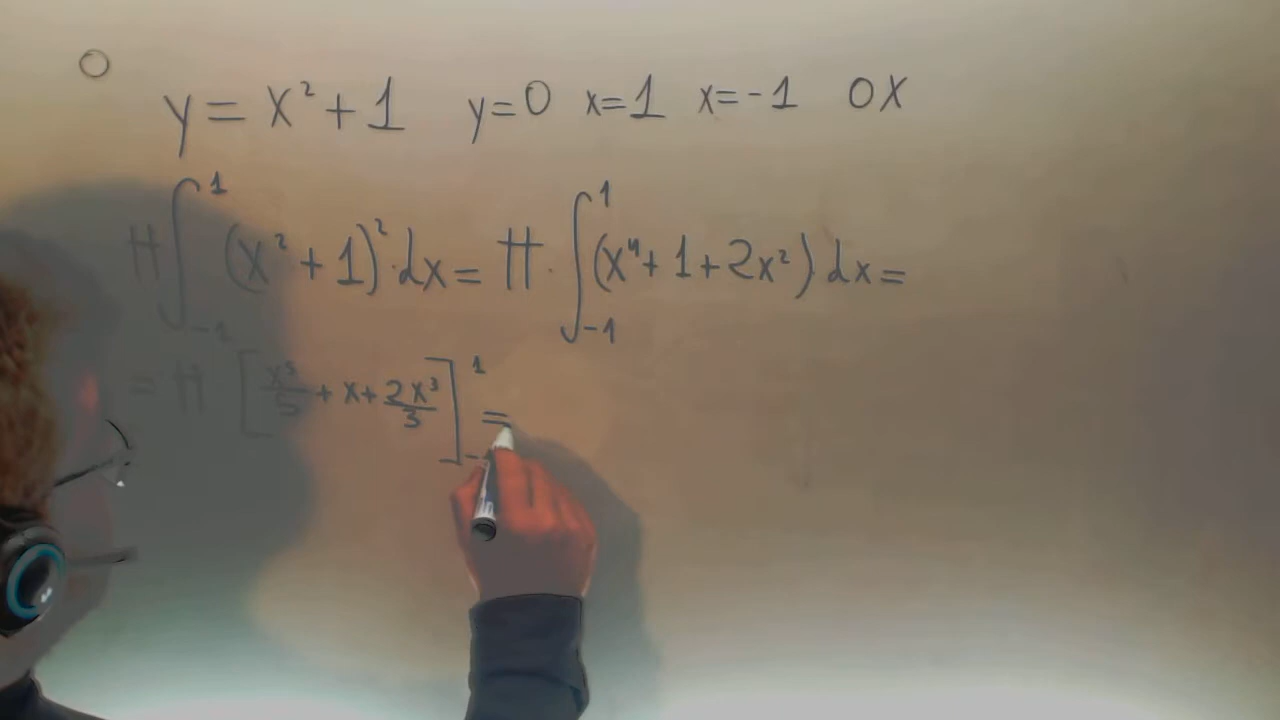 y = x² + 1 y=0 x=1 x=-1 OX
π∫₋₁¹ (x² + 1)²·dx = π·∫₋₁¹ (x⁴ + 1 + 2x²) dx =
= π [x⁵/5 + x + 2x³/3]₋¹ =